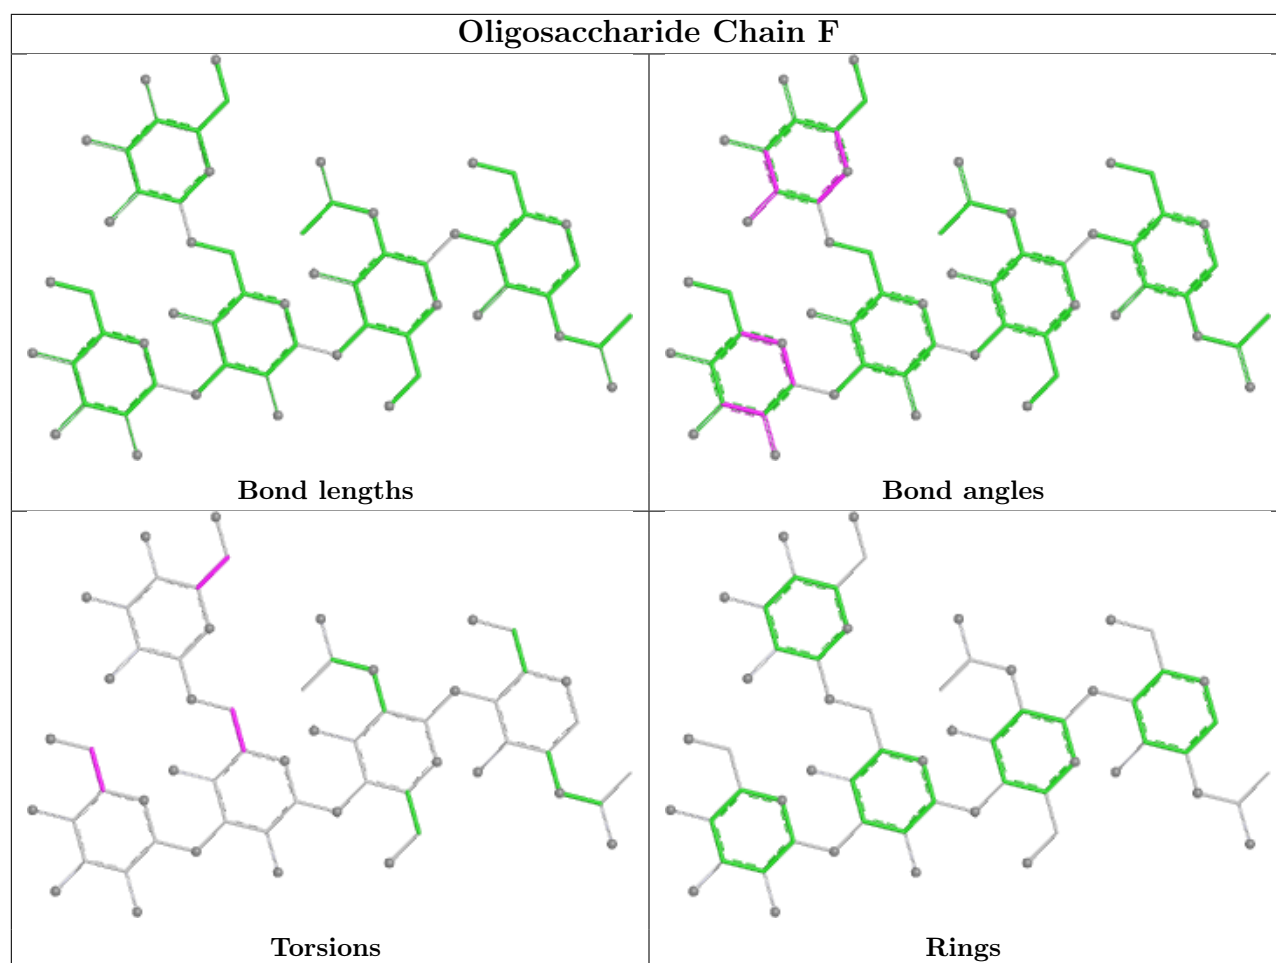 Oligosaccharide Chain F
Bond lengths
Bond angles
Torsions
Rings